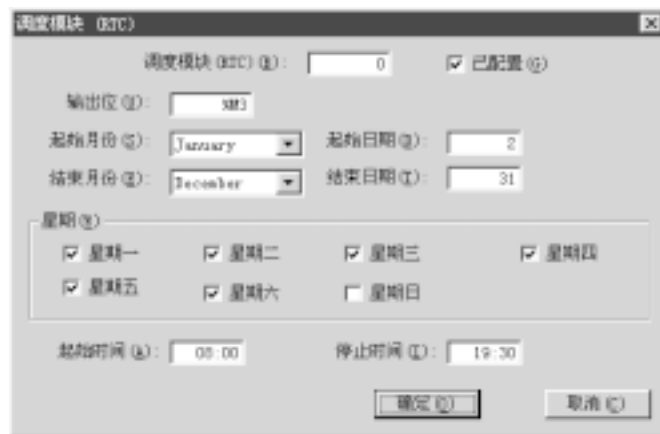 调度模块 (RTC)
调度模块(RTC)(R): 0 已配置(G)
输出位(U): %M3
起始月份(S): January 起始日期(D): 2
结束月份(E): December 结束日期(T): 31
星期
星期一 星期二 星期三 星期四
星期五 星期六 星期日
起始时间(A): 08:00 停止时间 19:30
确定(O) 取消(C)